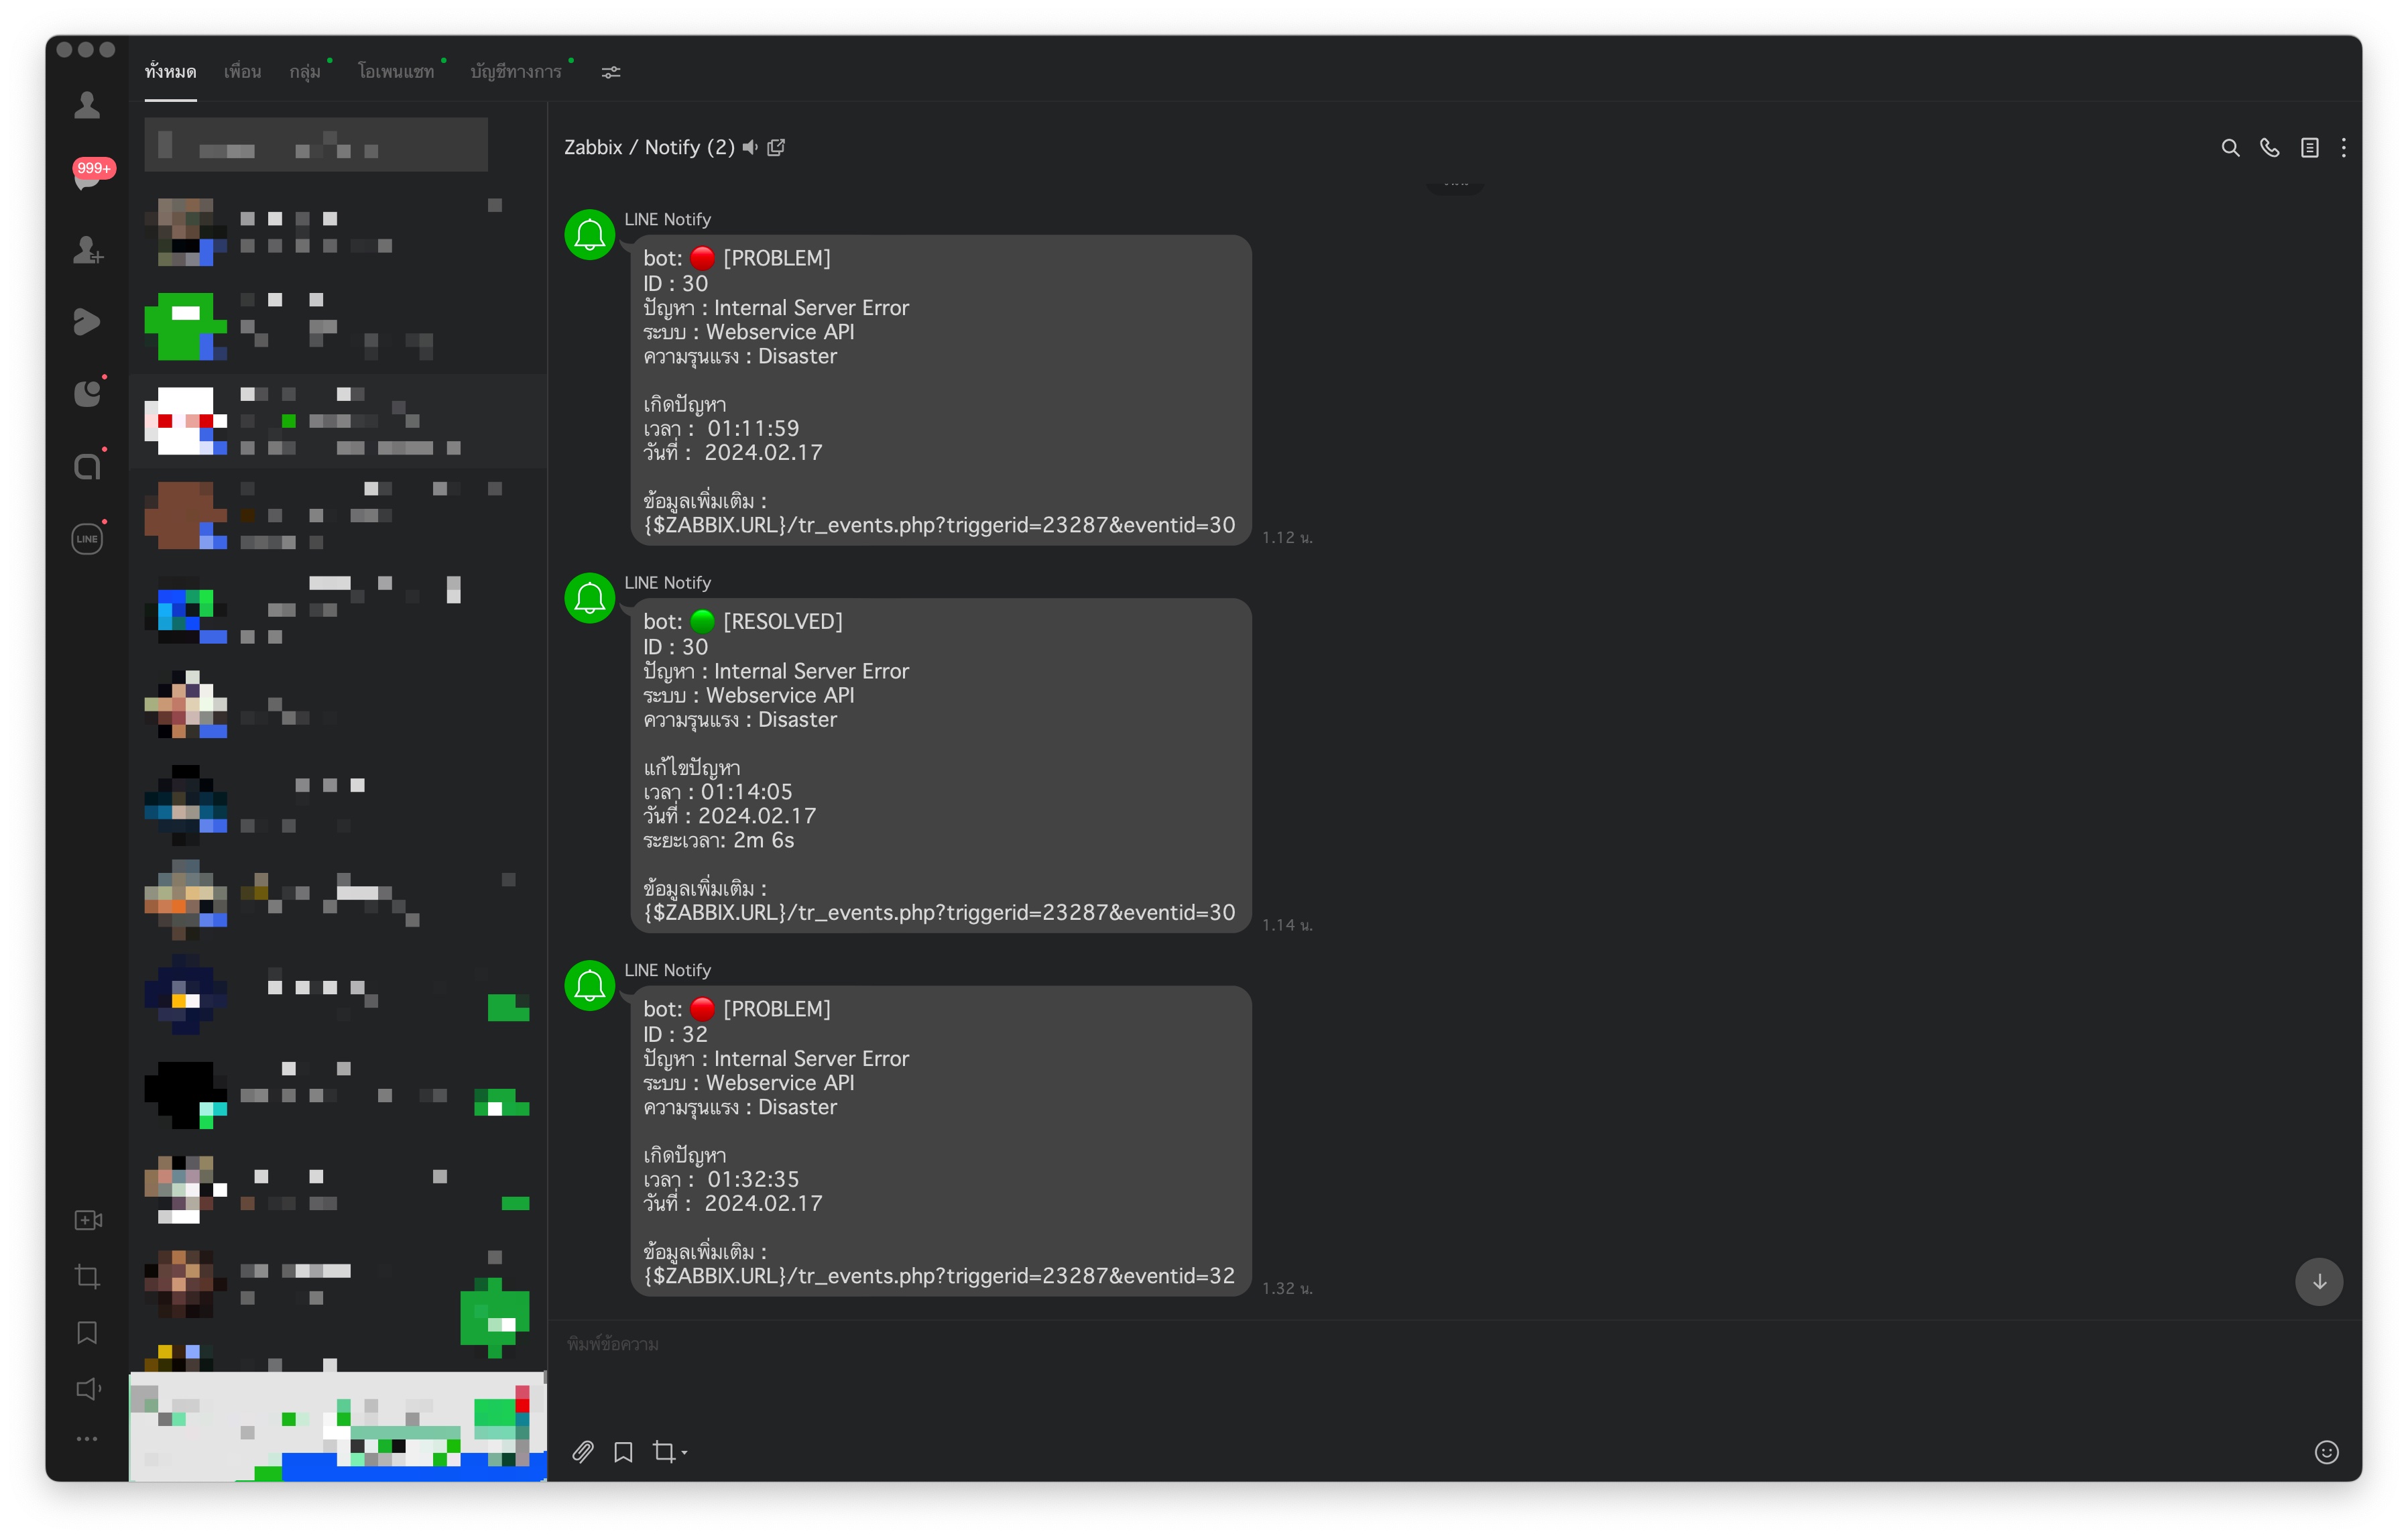 ทั้งหมด เพื่อน กลุ่ม โอเพนแชท บัญชีทางการ
999+
LINE
Zabbix / Notify (2)
LINE Notify
bot: 🔴 [PROBLEM]
ID : 30
ปัญหา : Internal Server Error
ระบบ : Webservice API
ความรุนแรง : Disaster
เกิดปัญหา
เวลา : 01:11:59
วันที่ : 2024.02.17
ข้อมูลเพิ่มเติม :
{$ZABBIX.URL}/tr_events.php?triggerid=23287&eventid=30
1.12 น.
LINE Notify
bot: 🟢 [RESOLVED]
ID : 30
ปัญหา : Internal Server Error
ระบบ : Webservice API
ความรุนแรง : Disaster
แก้ไขปัญหา
เวลา : 01:14:05
วันที่ : 2024.02.17
ระยะเวลา: 2m 6s
ข้อมูลเพิ่มเติม :
{$ZABBIX.URL}/tr_events.php?triggerid=23287&eventid=30
1.14 น.
LINE Notify
bot: 🔴 [PROBLEM]
ID : 32
ปัญหา : Internal Server Error
ระบบ : Webservice API
ความรุนแรง : Disaster
เกิดปัญหา
เวลา : 01:32:35
วันที่ : 2024.02.17
ข้อมูลเพิ่มเติม :
{$ZABBIX.URL}/tr_events.php?triggerid=23287&eventid=32
1.32 น.
พิมพ์ข้อความ